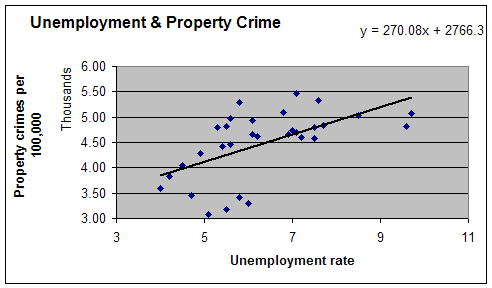 Unemployment & Property Crime
y = 270.08x + 2766.3
Property crimes per
100,000
Thousands
6.00
5.50
5.00
4.50
4.00
3.50
3.00
3 5 7 9 11
Unemployment rate